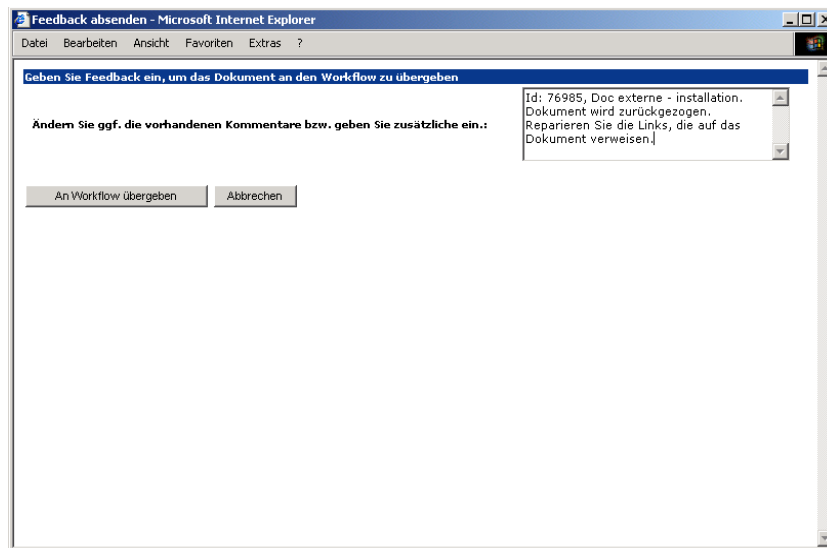 Feedback absenden - Microsoft Internet Explorer
Datei Bearbeiten Ansicht Favoriten Extras ?
Geben Sie Feedback ein, um das Dokument an den Workflow zu übergeben
Ändern Sie ggf. die vorhandenen Kommentare bzw. geben Sie zusätzliche ein.:
Id: 76985, Doc externe - installation.
Dokument wird zurückgezogen.
Reparieren Sie die Links, die auf das
Dokument verweisen.
An Workflow übergeben Abbrechen